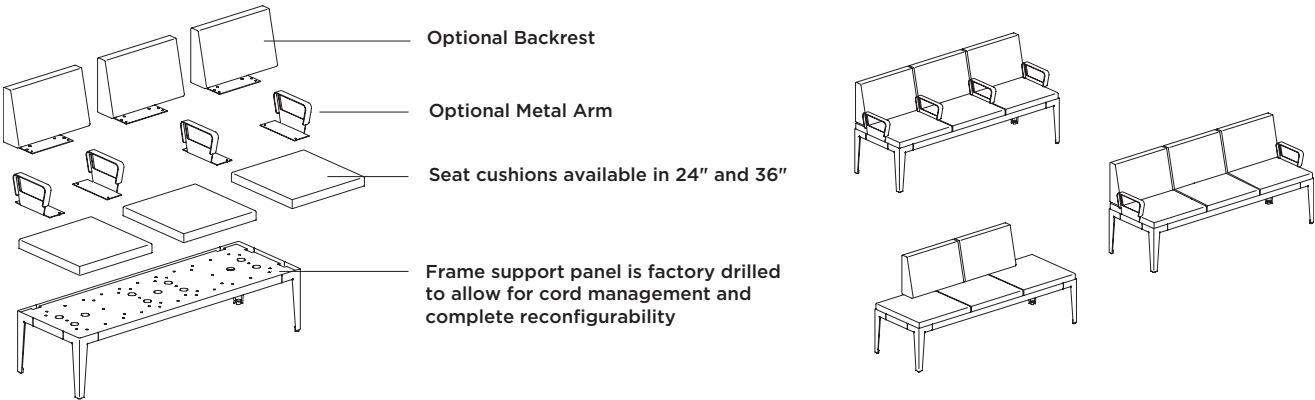 Optional Backrest
Optional Metal Arm
Seat cushions available in 24" and 36"
Frame support panel is factory drilled
to allow for cord management and
complete reconfigurability